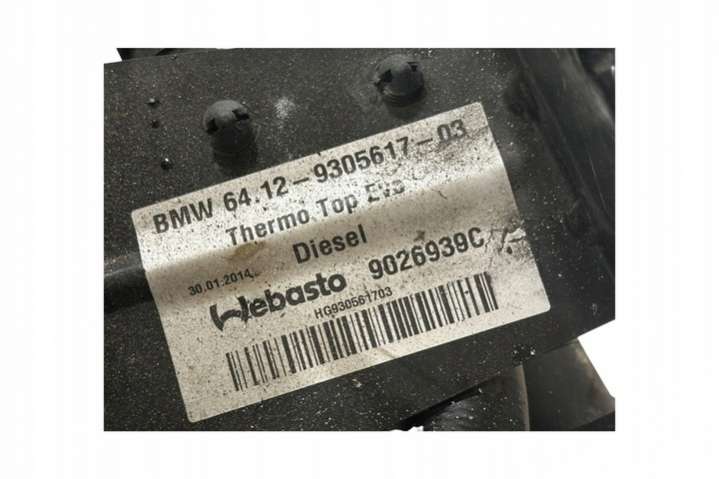 BMW 64.12-9305617-03
Thermo Top Evo
Diesel
30.01.2014
Webasto 9026939C
HG930561703